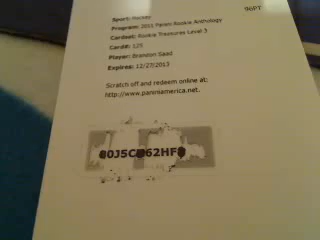 96PT
Sport: Hockey
Program: 2011 Panini Rookie Anthology
Cardset: Rookie Treasures Level 3
Card#: 125
Player: Brandon Saad
Expires: 12/27/2013
Scratch off and redeem online at:
http://www.paniniamerica.net.